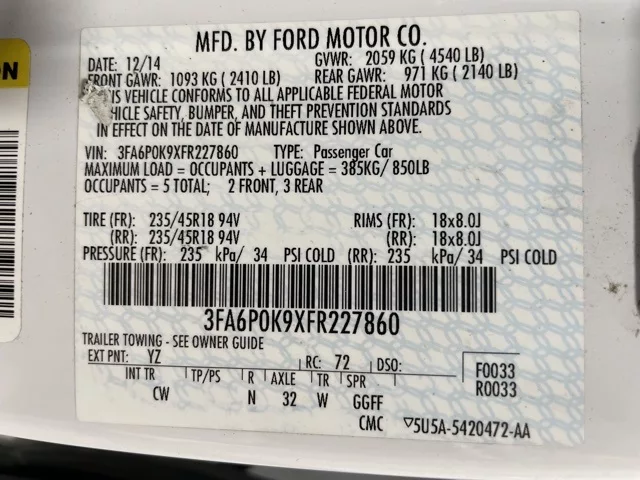 ON
MFD. BY FORD MOTOR CO.
DATE: 12/14 GVWR: 2059 KG ( 4540 LB)
FRONT GAWR: 1093 KG ( 2410 LB) REAR GAWR: 971 KG ( 2140 LB)
THIS VEHICLE CONFORMS TO ALL APPLICABLE FEDERAL MOTOR
VEHICLE SAFETY, BUMPER, AND THEFT PREVENTION STANDARDS
IN EFFECT ON THE DATE OF MANUFACTURE SHOWN ABOVE.
VIN: 3FA6P0K9XFR227860 TYPE: Passenger Car
MAXIMUM LOAD = OCCUPANTS + LUGGAGE = 385KG/ 850LB
OCCUPANTS = 5 TOTAL; 2 FRONT, 3 REAR
TIRE (FR): 235/45R18 94V RIMS (FR): 18x8.0J
(RR): 235/45R18 94V (RR): 18x8.0J
PRESSURE (FR): 235 kPa/ 34 PSI COLD (RR): 235 kPa/ 34 PSI COLD
3FA6P0K9XFR227860
TRAILER TOWING - SEE OWNER GUIDE
EXT PNT: YZ RC: 72 DSO: F0033
INT TR TP/PS R AXLE TR SPR R0033
CW N 32 W GGFF
CMC ▽5U5A-5420472-AA